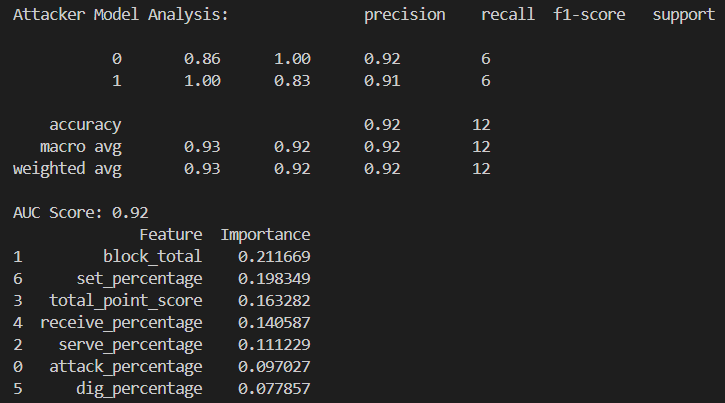 Attacker Model Analysis:               precision    recall  f1-score   support
           0       0.86      1.00      0.92         6
           1       1.00      0.83      0.91         6
    accuracy                           0.92        12
   macro avg       0.93      0.92      0.92        12
weighted avg       0.93      0.92      0.92        12
AUC Score: 0.92
              Feature  Importance
1         block_total    0.211669
6      set_percentage    0.198349
3   total_point_score    0.163282
4  receive_percentage    0.140587
2    serve_percentage    0.111229
0   attack_percentage    0.097027
5      dig_percentage    0.077857